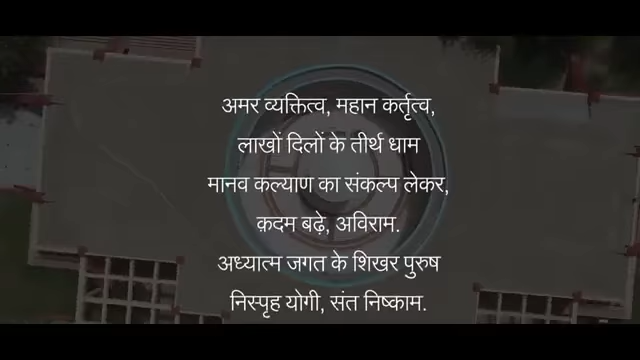 अमर व्यक्तित्व, महान कर्तृत्व,
लाखों दिलों के तीर्थ धाम
मानव कल्याण का संकल्प लेकर,
क़दम बढ़े, अविराम.
अध्यात्म जगत के शिखर पुरुष
निस्पृह योगी, संत निष्काम.